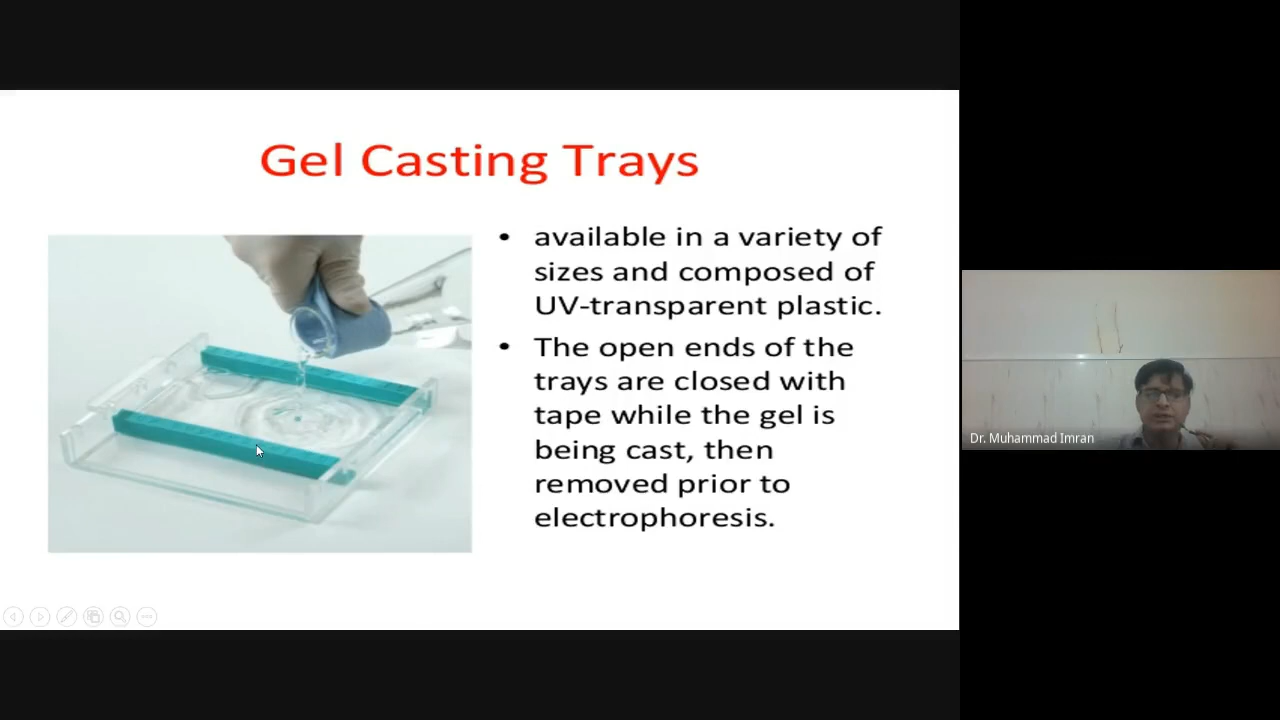 Gel Casting Trays
• available in a variety of
sizes and composed of
UV-transparent plastic.
• The open ends of the
trays are closed with
tape while the gel is
being cast, then
removed prior to
electrophoresis.
Dr. Muhammad Imran